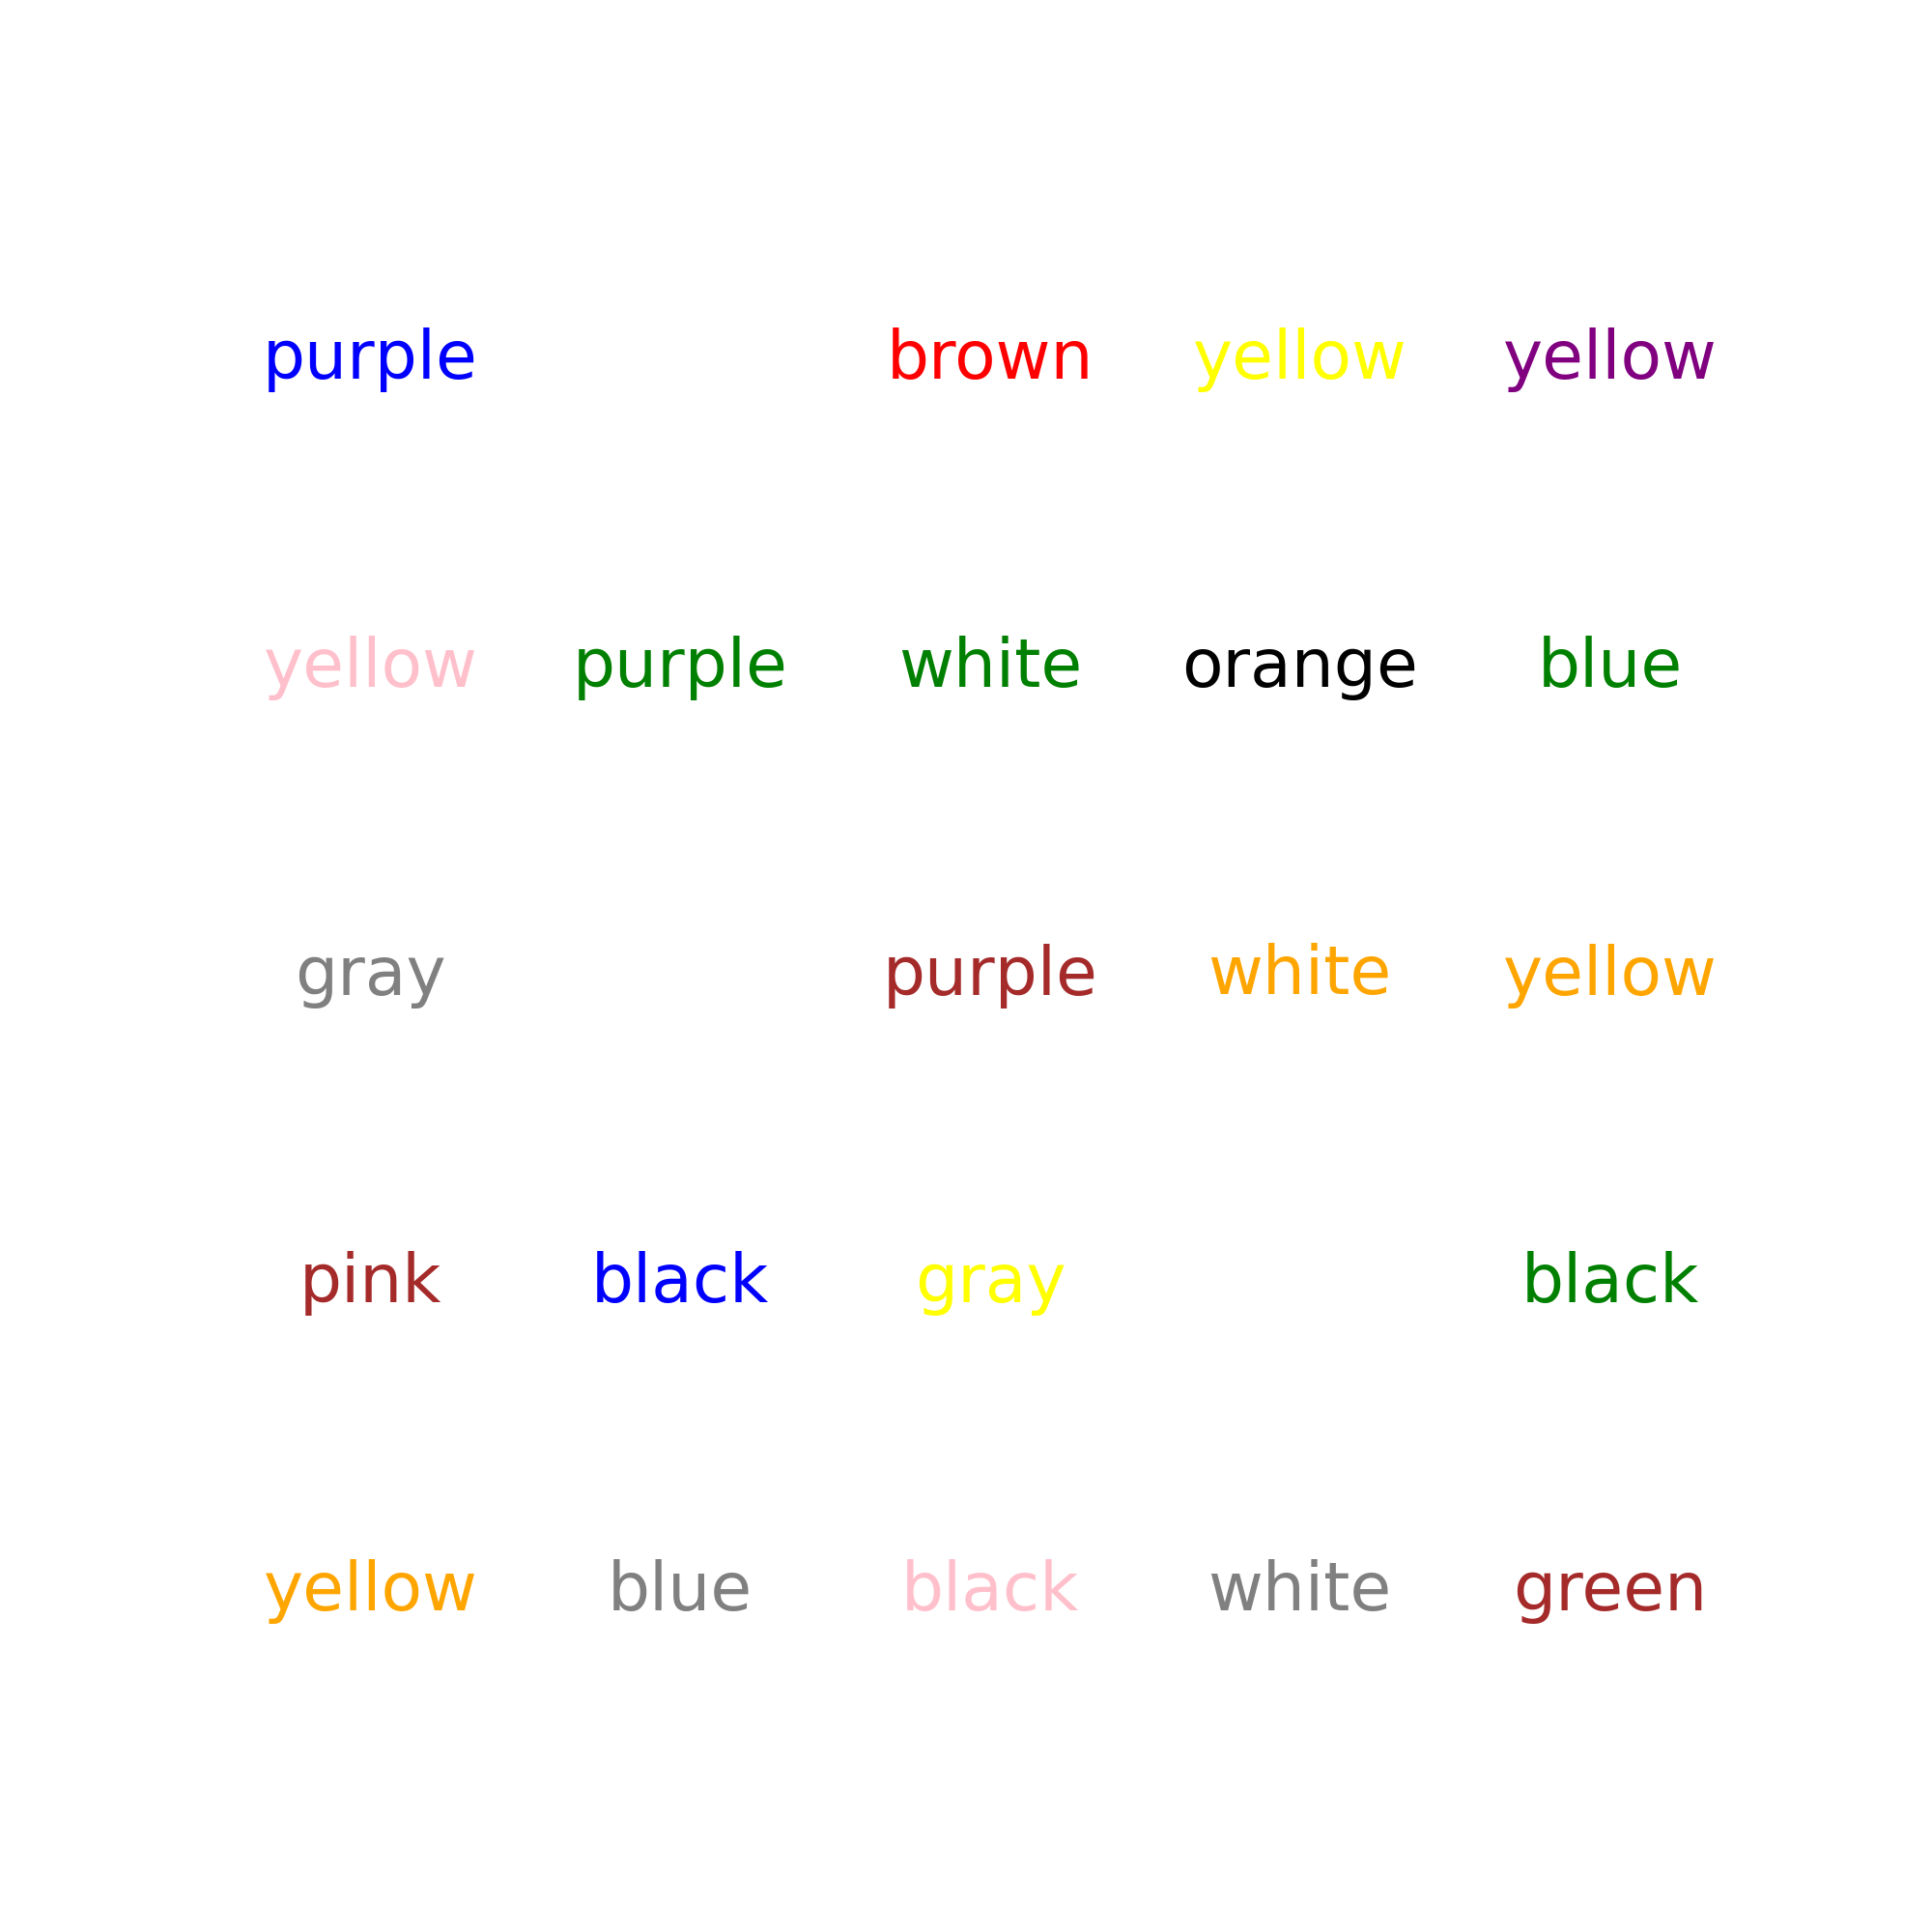 purple brown yellow yellow
yellow purple white orange blue
gray purple white yellow
pink black gray black
yellow blue black white green